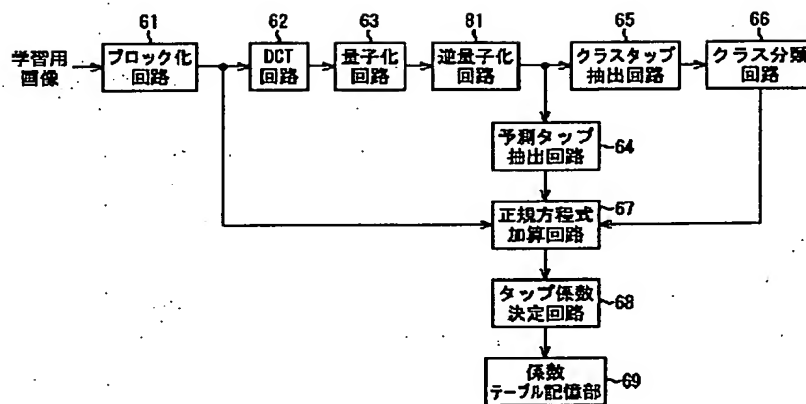 61
62
63
81
65
66
学習用
画像
ブロック化
回路
DCT
回路
量子化
回路
逆量子化
回路
クラスタップ
抽出回路
クラス分類
回路
予測タップ
抽出回路
64
正規方程式
加算回路
67
タップ係数
決定回路
68
係数
テーブル記憶部
69